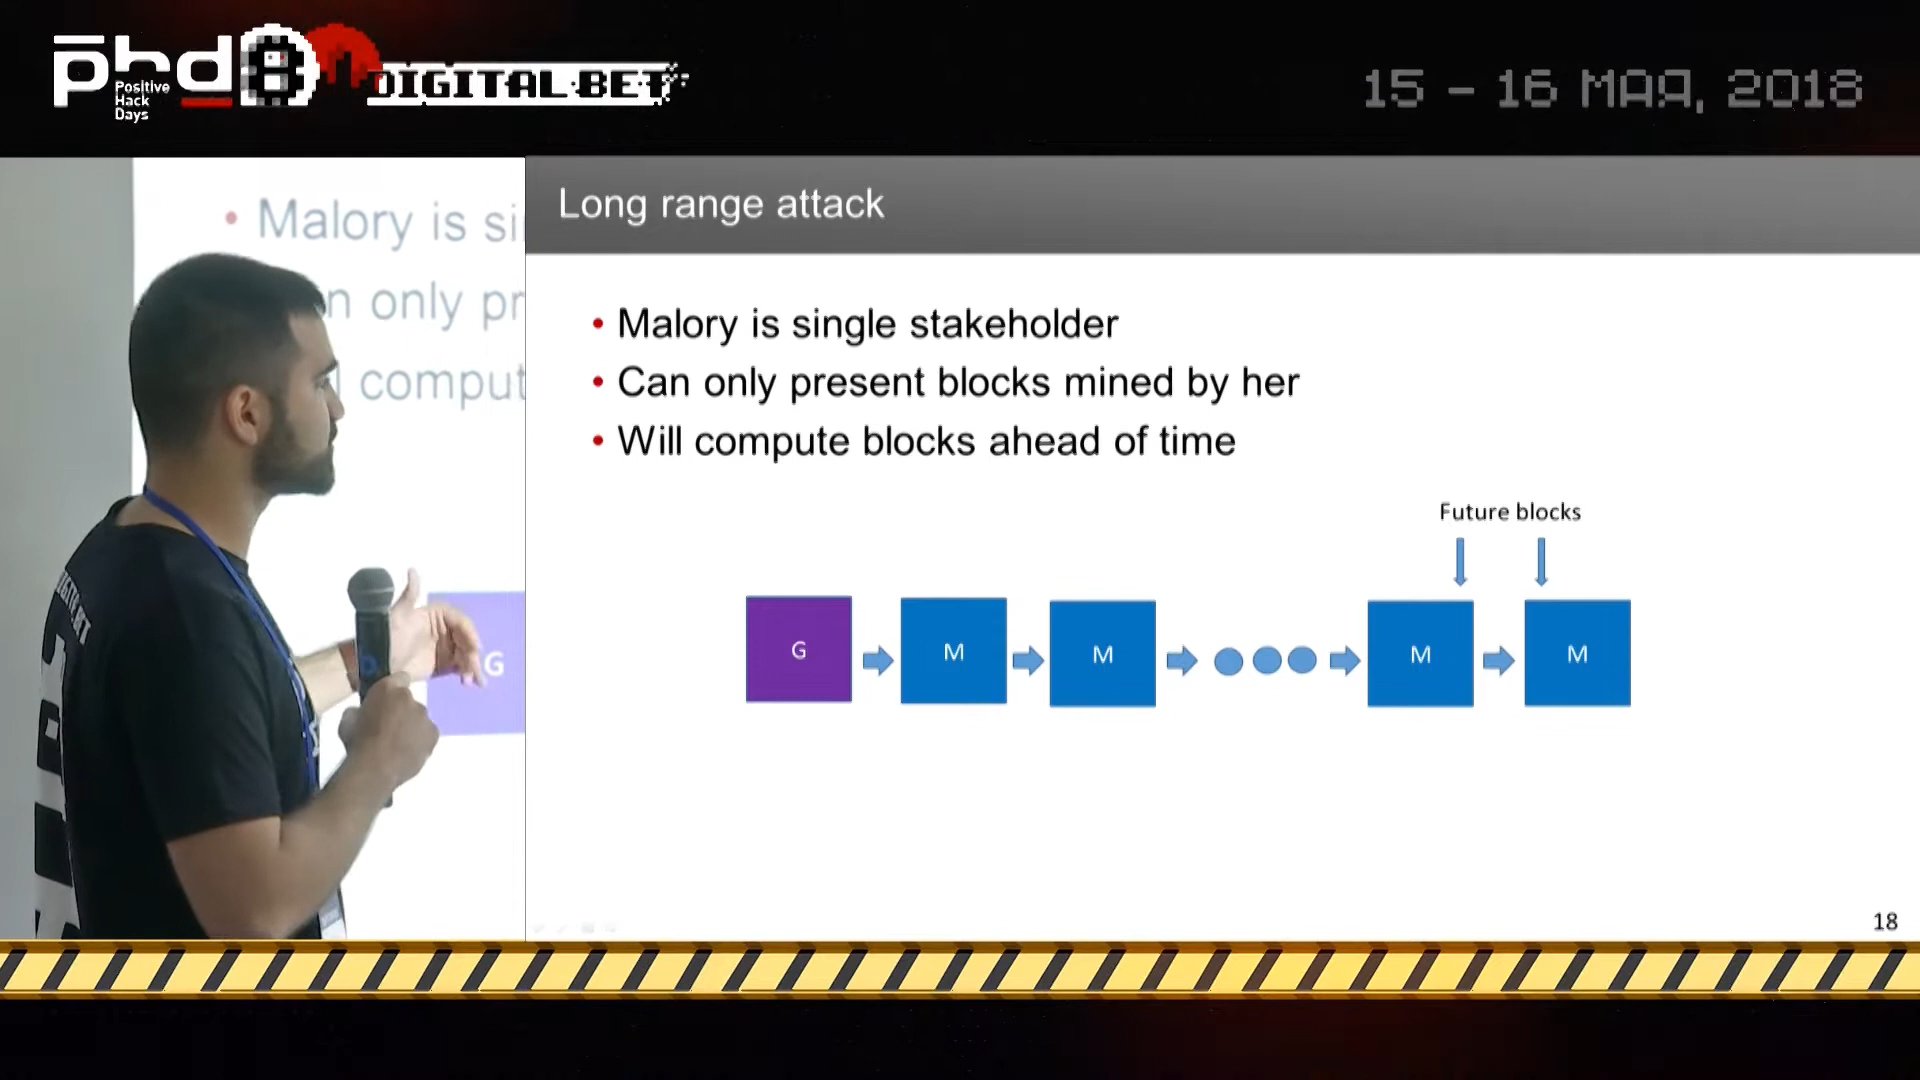 phd8
Positive
Hack
Days
DIGITAL BET
15 – 16 МАЯ, 2018
Malory is si
n only pr
comput
G
Long range attack
• Malory is single stakeholder
• Can only present blocks mined by her
• Will compute blocks ahead of time
Future blocks
G M M M M
18